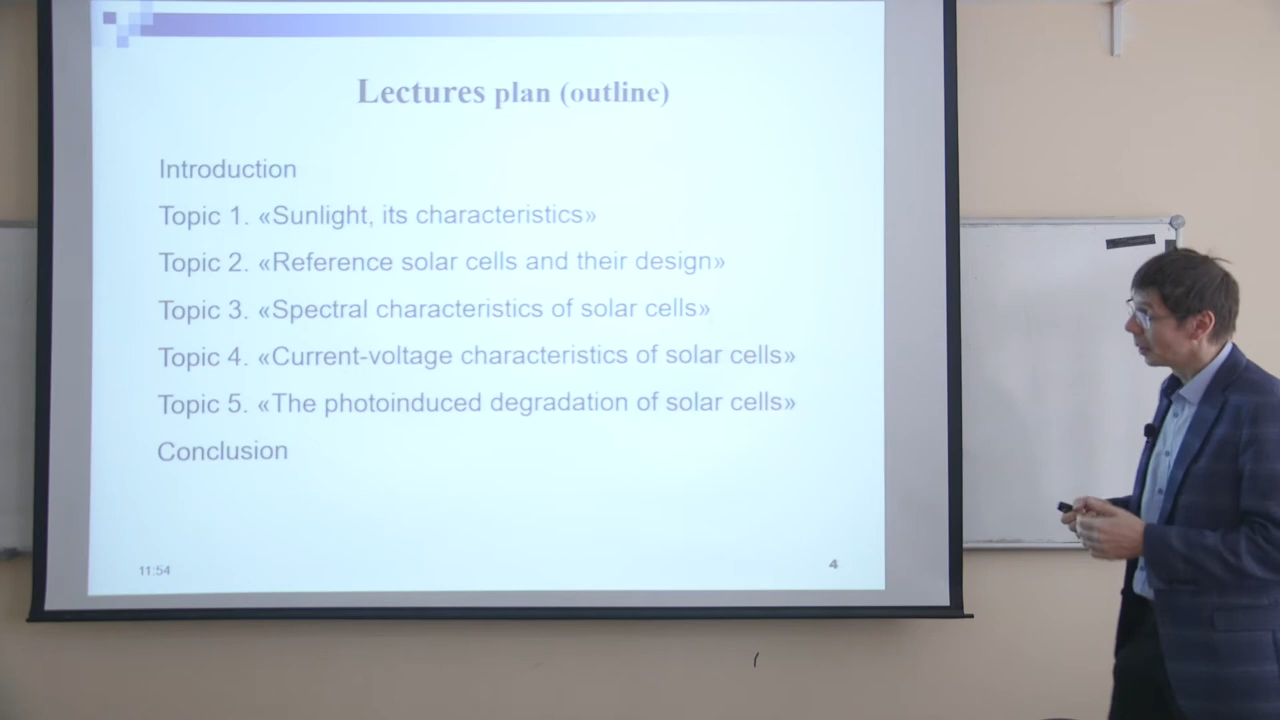 Lectures plan (outline)
Introduction
Topic 1. «Sunlight, its characteristics»
Topic 2. «Reference solar cells and their design»
Topic 3. «Spectral characteristics of solar cells»
Topic 4. «Current-voltage characteristics of solar cells»
Topic 5. «The photoinduced degradation of solar cells»
Conclusion
11:54
4